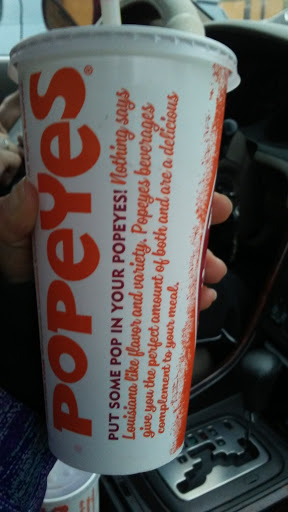 POPEYES®
PUT SOME POP IN YOUR POPEYES! Nothing says
Louisiana like flavor and variety. Popeyes beverages
give you the perfect amount of both and are a delicious
complement to your meal.